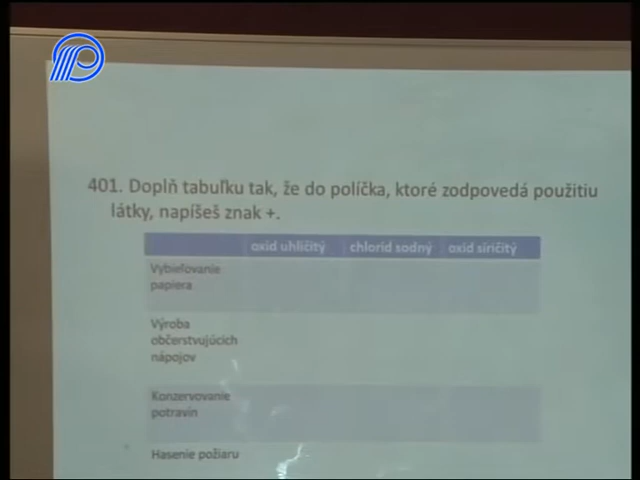 401. Doplň tabuľku tak, že do políčka, ktoré zodpovedá použitiu
látky, napíšeš znak +.
oxid uhličitý chlorid sodný oxid siričitý
Vybieľovanie
papiera
Výroba
občerstvujúcich
nápojov
Konzervovanie
potravín
Hasenie požiaru